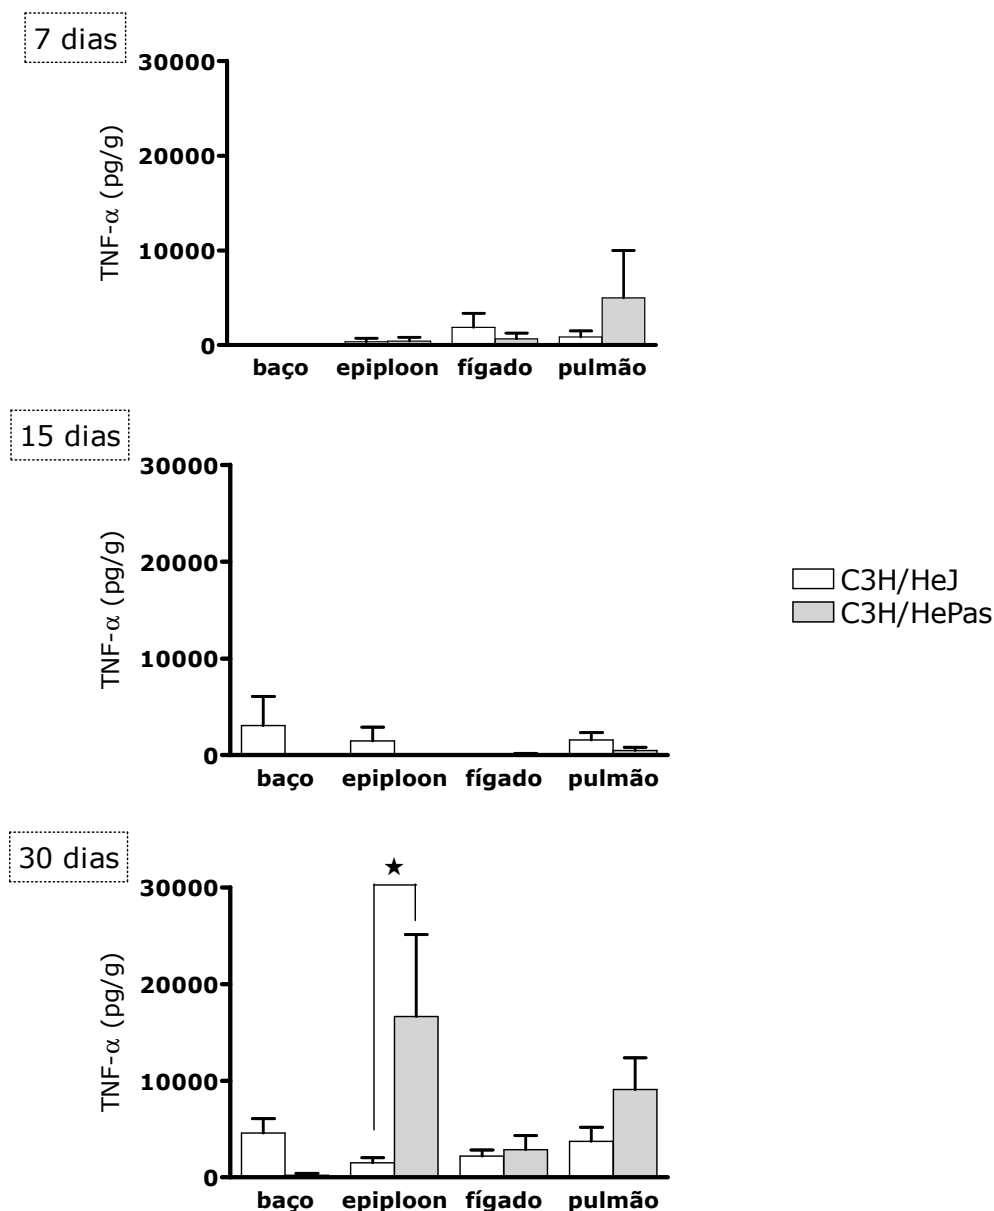 7 dias
30000
20000
10000
0
TNF-α (pg/g)
baço epiploon fígado pulmão
15 dias
30000
20000
10000
0
TNF-α (pg/g)
baço epiploon fígado pulmão
C3H/HeJ
C3H/HePas
30 dias
★
30000
20000
10000
0
TNF-α (pg/g)
baço epiploon fígado pulmão